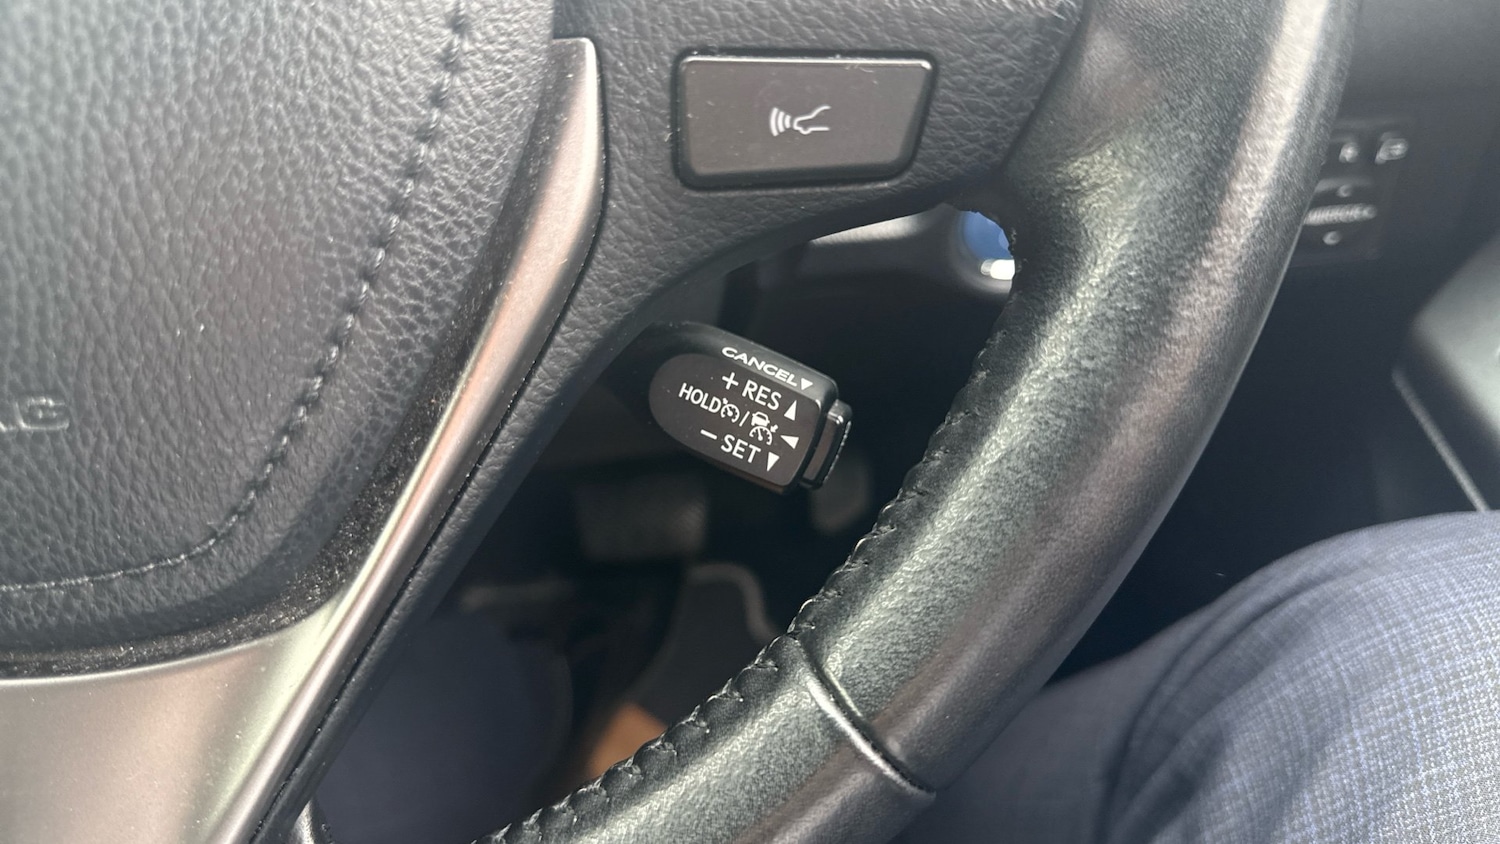 CANCEL▼
+ RES ▲
HOLD / ◀
− SET ▼